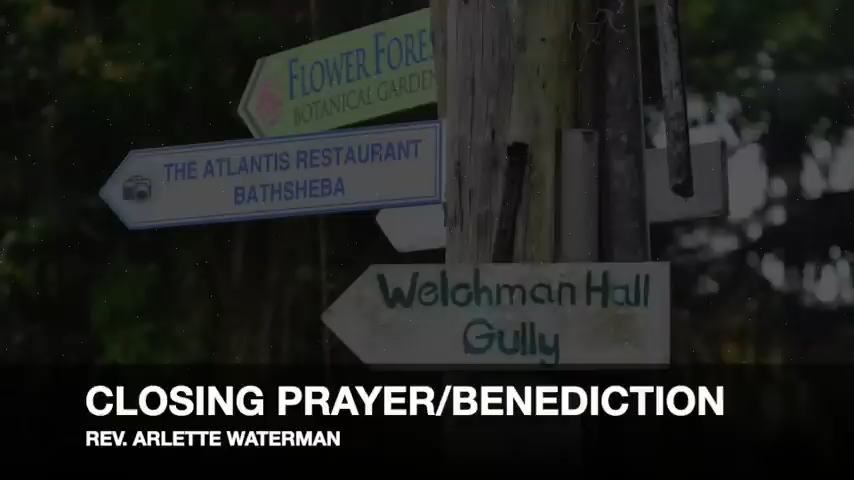 FLOWER FORES
BOTANICAL GARDEN
THE ATLANTIS RESTAURANT
BATHSHEBA
Welchman Hall
Gully
CLOSING PRAYER/BENEDICTION
REV. ARLETTE WATERMAN